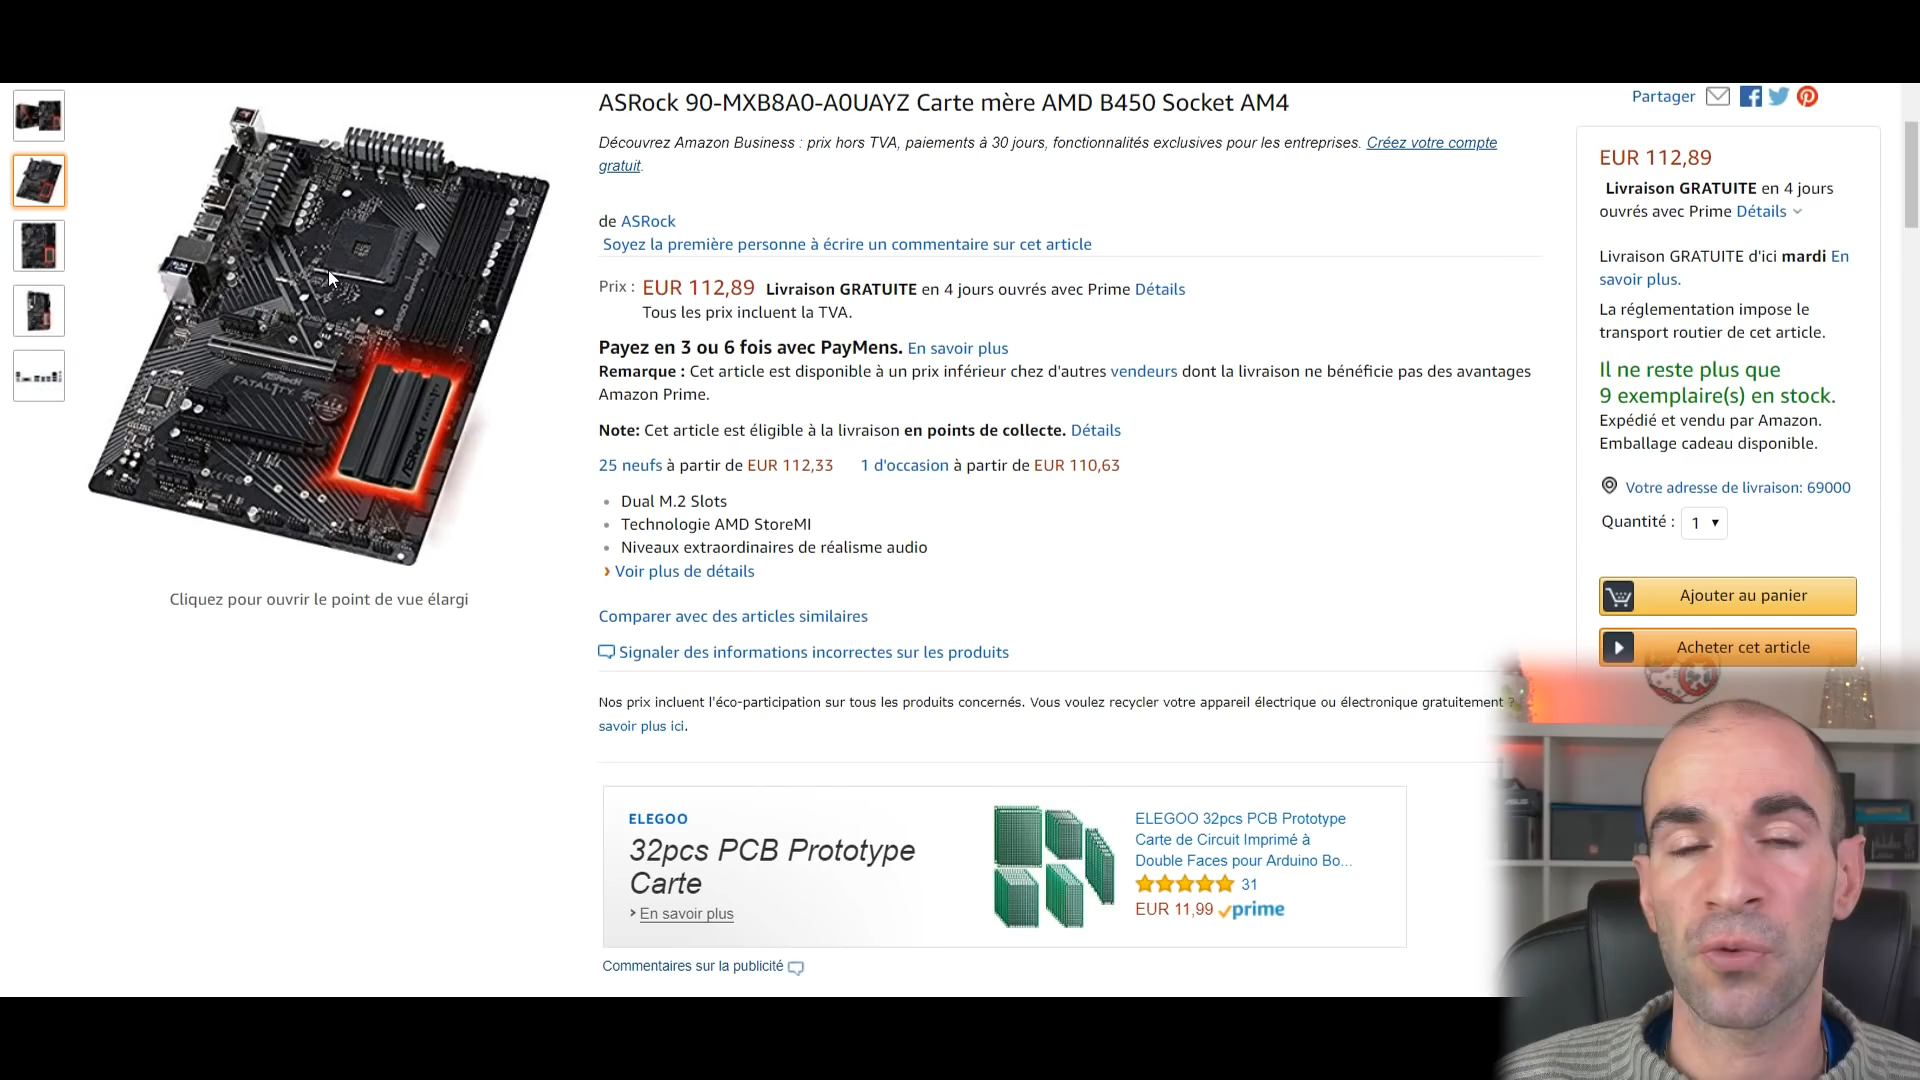 ASRock 90-MXB8A0-A0UAYZ Carte mère AMD B450 Socket AM4
Découvrez Amazon Business : prix hors TVA, paiements à 30 jours, fonctionnalités exclusives pour les entreprises. Créez votre compte
gratuit.
de ASRock
Soyez la première personne à écrire un commentaire sur cet article
Prix : EUR 112,89 Livraison GRATUITE en 4 jours ouvrés avec Prime Détails
Tous les prix incluent la TVA.
Payez en 3 ou 6 fois avec PayMens. En savoir plus
Remarque : Cet article est disponible à un prix inférieur chez d'autres vendeurs dont la livraison ne bénéficie pas des avantages
Amazon Prime.
Note: Cet article est éligible à la livraison en points de collecte. Détails
25 neufs à partir de EUR 112,33 1 d'occasion à partir de EUR 110,63
Dual M.2 Slots
Technologie AMD StoreMI
Niveaux extraordinaires de réalisme audio
› Voir plus de détails
Comparer avec des articles similaires
Signaler des informations incorrectes sur les produits
Nos prix incluent l'éco-participation sur tous les produits concernés. Vous voulez recycler votre appareil électrique ou électronique gratuitement ?
savoir plus ici.
ASRock
FATAL1TY
B450 Gaming K4
ASRock
Cliquez pour ouvrir le point de vue élargi
ELEGOO
32pcs PCB Prototype
Carte
› En savoir plus
ELEGOO 32pcs PCB Prototype
Carte de Circuit Imprimé à
Double Faces pour Arduino Bo...
31
EUR 11,99 prime
Commentaires sur la publicité
Partager
EUR 112,89
Livraison GRATUITE en 4 jours
ouvrés avec Prime Détails
Livraison GRATUITE d'ici mardi En
savoir plus.
La réglementation impose le
transport routier de cet article.
Il ne reste plus que
9 exemplaire(s) en stock.
Expédié et vendu par Amazon.
Emballage cadeau disponible.
Votre adresse de livraison: 69000
Quantité : 1
Ajouter au panier
Acheter cet article